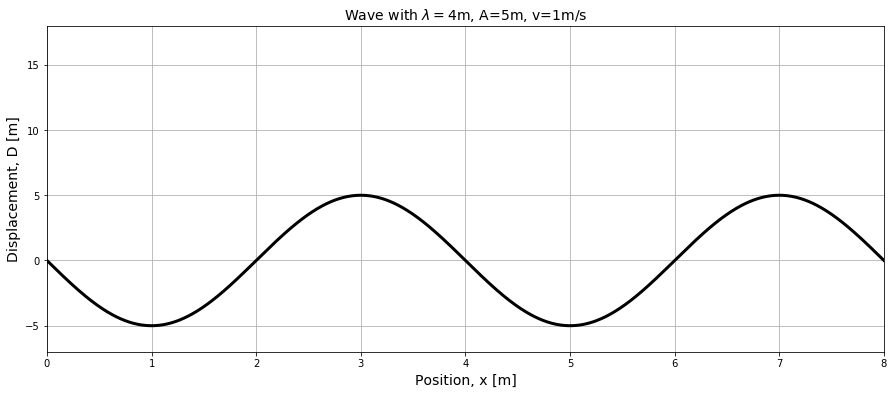 Wave with λ = 4m, A=5m, v=1m/s
Displacement, D [m]
15
10
5
0
−5
0 1 2 3 4 5 6 7 8
Position, x [m]